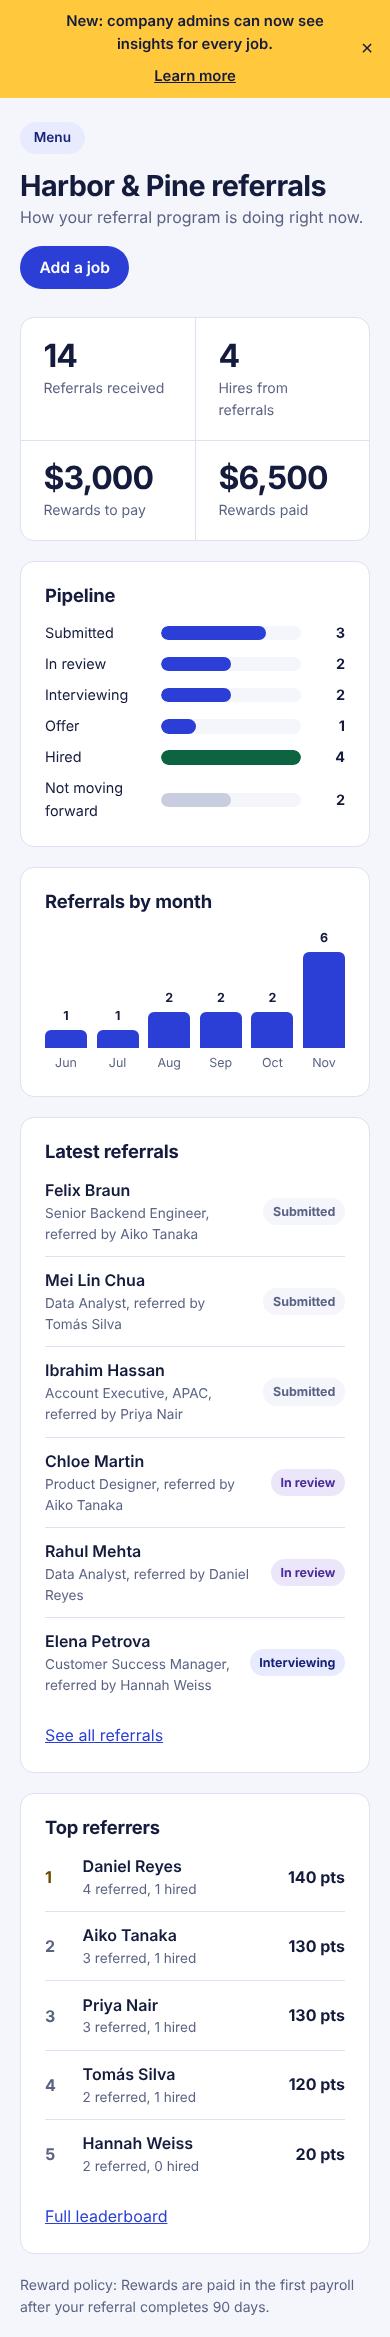 New: company admins can now see
insights for every job.
×
Learn more
Menu
Harbor & Pine referrals
How your referral program is doing right now.
Add a job
14
Referrals received
4
Hires from
referrals
$3,000
Rewards to pay
$6,500
Rewards paid
Pipeline
Submitted 3
In review 2
Interviewing 2
Offer 1
Hired 4
Not moving
forward 2
Referrals by month
1 1 2 2 2 6
Jun Jul Aug Sep Oct Nov
Latest referrals
Felix Braun
Senior Backend Engineer,
referred by Aiko Tanaka
Submitted
Mei Lin Chua
Data Analyst, referred by
Tomás Silva
Submitted
Ibrahim Hassan
Account Executive, APAC,
referred by Priya Nair
Submitted
Chloe Martin
Product Designer, referred by
Aiko Tanaka
In review
Rahul Mehta
Data Analyst, referred by Daniel
Reyes
In review
Elena Petrova
Customer Success Manager,
referred by Hannah Weiss
Interviewing
See all referrals
Top referrers
1 Daniel Reyes 140 pts
4 referred, 1 hired
2 Aiko Tanaka 130 pts
3 referred, 1 hired
3 Priya Nair 130 pts
3 referred, 1 hired
4 Tomás Silva 120 pts
2 referred, 1 hired
5 Hannah Weiss 20 pts
2 referred, 0 hired
Full leaderboard
Reward policy: Rewards are paid in the first payroll
after your referral completes 90 days.